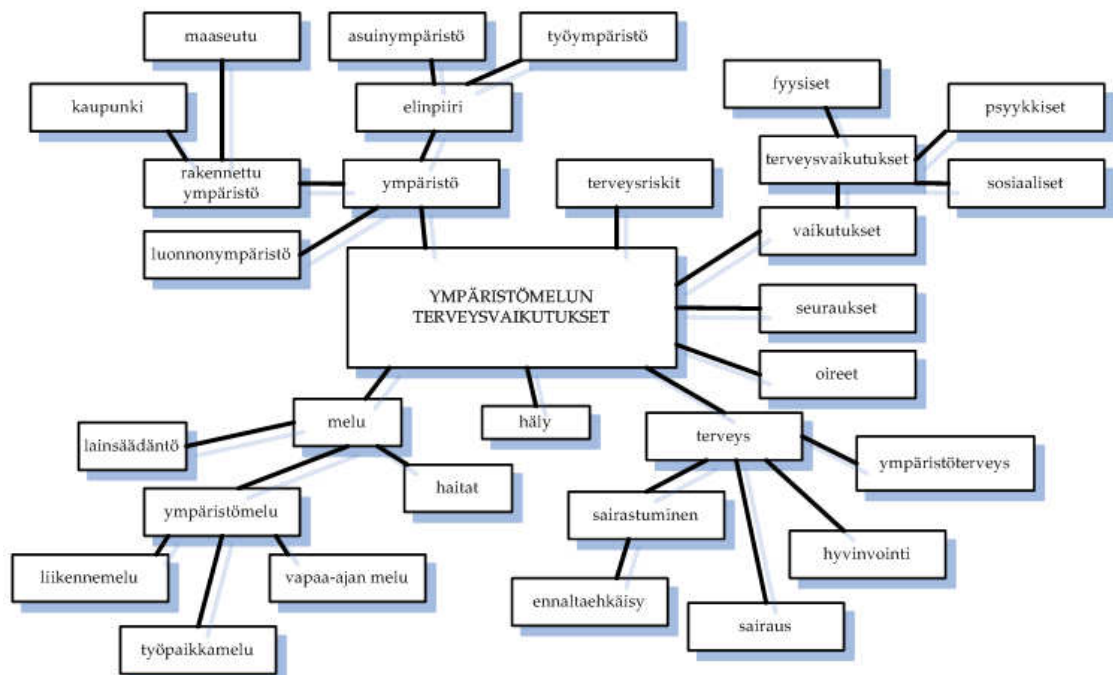 maaseutu
asuinympäristö
työympäristö
fyysiset
kaupunki
elinpiiri
psyykkiset
terveysvaikutukset
rakennettu
ympäristö
ympäristö
terveysriskit
sosiaaliset
vaikutukset
luonnonympäristö
YMPÄRISTÖMELUN
TERVEYSVAIKUTUKSET
seuraukset
oireet
melu
häly
terveys
lainsäädäntö
ympäristöterveys
haitat
ympäristömelu
sairastuminen
hyvinvointi
liikennemelu
vapaa-ajan melu
ennaltaehkäisy
sairaus
työpaikkamelu